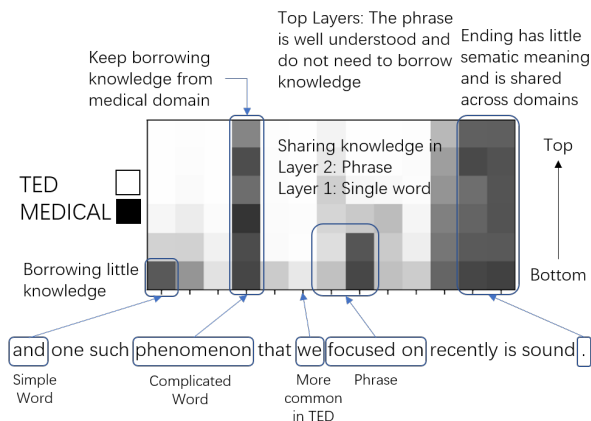 Top Layers: The phrase
is well understood and
do not need to borrow
knowledge
Ending has little
sematic meaning
and is shared
across domains
Keep borrowing
knowledge from
medical domain
Sharing knowledge in
Layer 2: Phrase
Layer 1: Single word
Top
Bottom
TED
MEDICAL
Borrowing little
knowledge
and one such phenomenon that we focused on recently is sound .
Simple
Word
Complicated
Word
More
common
in TED
Phrase